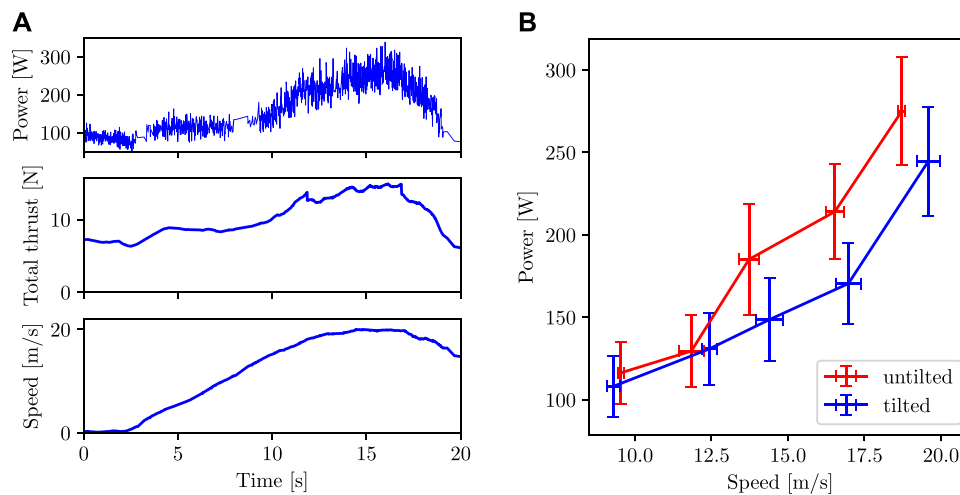 A
Power [W]
300
200
100
Total thrust [N]
10
0
Speed [m/s]
20
0
0
5
10
15
20
Time [s]
B
Power [W]
300
250
200
150
100
untilted
tilted
10.0
12.5
15.0
17.5
20.0
Speed [m/s]